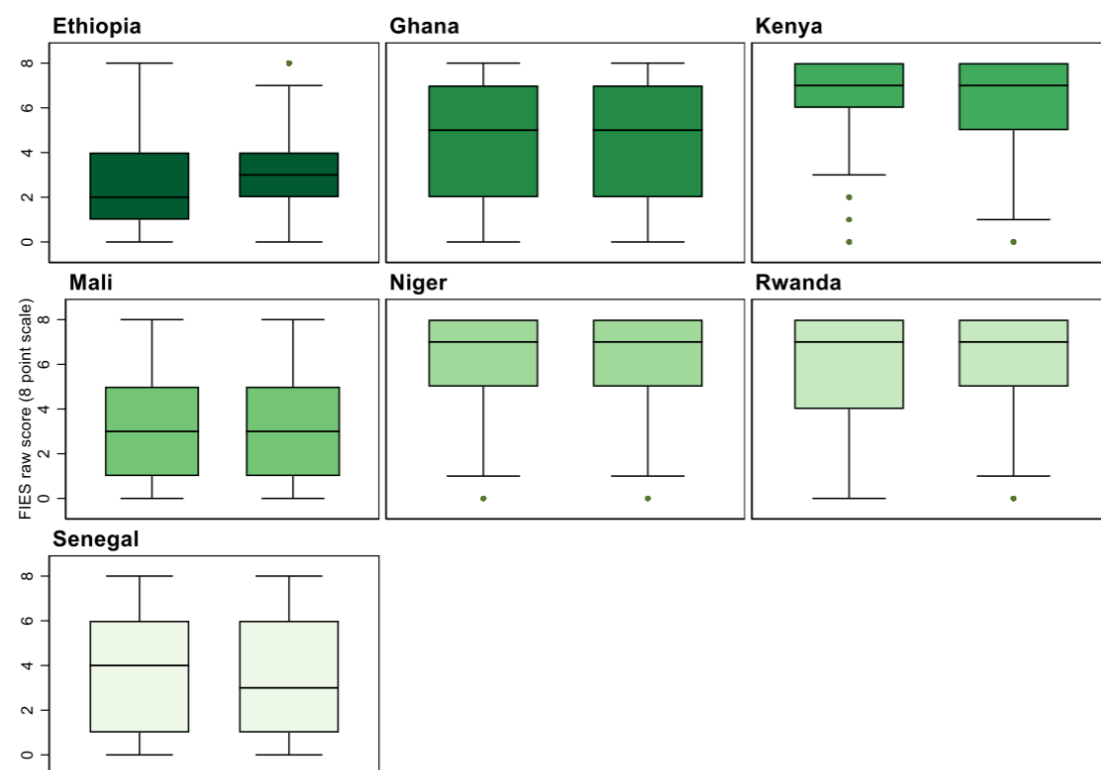 Ethiopia
Ghana
Kenya
8
6
4
2
0
Mali
Niger
Rwanda
FIES raw score (8 point scale)
8
6
4
2
0
Senegal
8
6
4
2
0